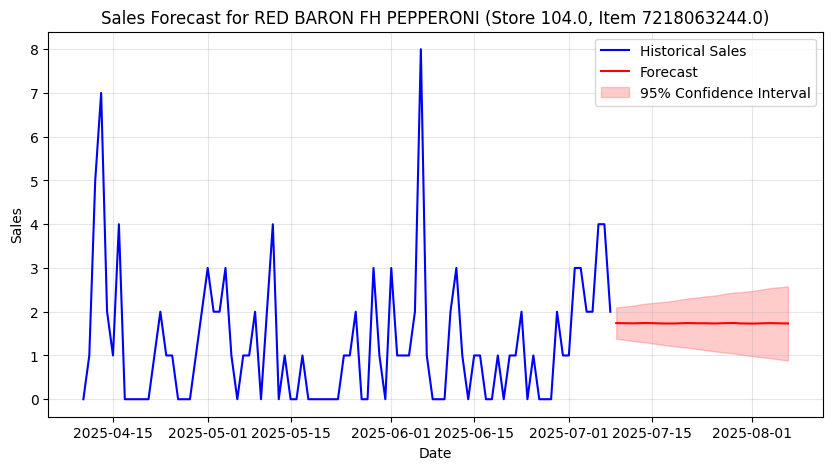 Sales Forecast for RED BARON FH PEPPERONI (Store 104.0, Item 7218063244.0)
Historical Sales
Forecast
95% Confidence Interval
Sales
8
7
6
5
4
3
2
1
0
2025-04-15 2025-05-01 2025-05-15 2025-06-01 2025-06-15 2025-07-01 2025-07-15 2025-08-01
Date